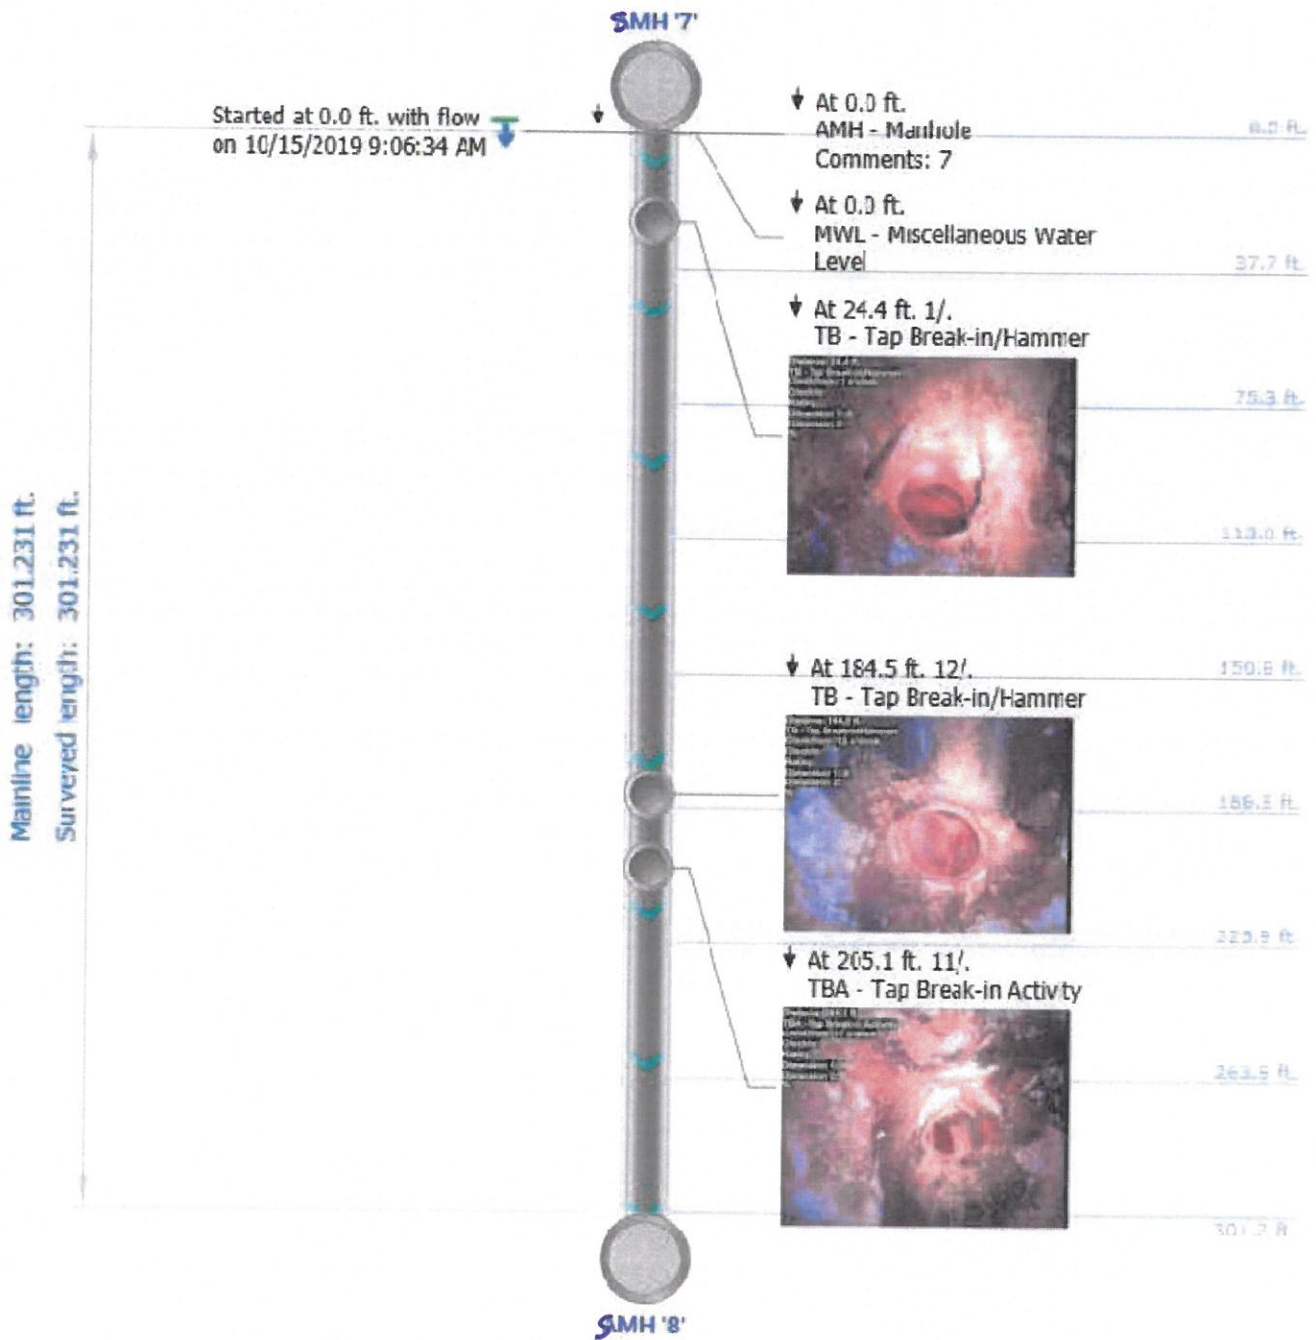 SMH '7'
Started at 0.0 ft. with flow
on 10/15/2019 9:06:34 AM
At 0.0 ft.
AMH - Manhole
Comments: 7
0.0 ft.
At 0.0 ft.
MWL - Miscellaneous Water
Level
37.7 ft.
At 24.4 ft. 1/.
TB - Tap Break-in/Hammer
75.3 ft.
113.0 ft.
Mainline length: 301.231 ft.
Surveyed length: 301.231 ft.
At 184.5 ft. 12/.
TB - Tap Break-in/Hammer
150.6 ft.
188.3 ft.
225.9 ft.
At 205.1 ft. 11/.
TBA - Tap Break-in Activity
263.6 ft.
301.2 ft.
SMH '8'